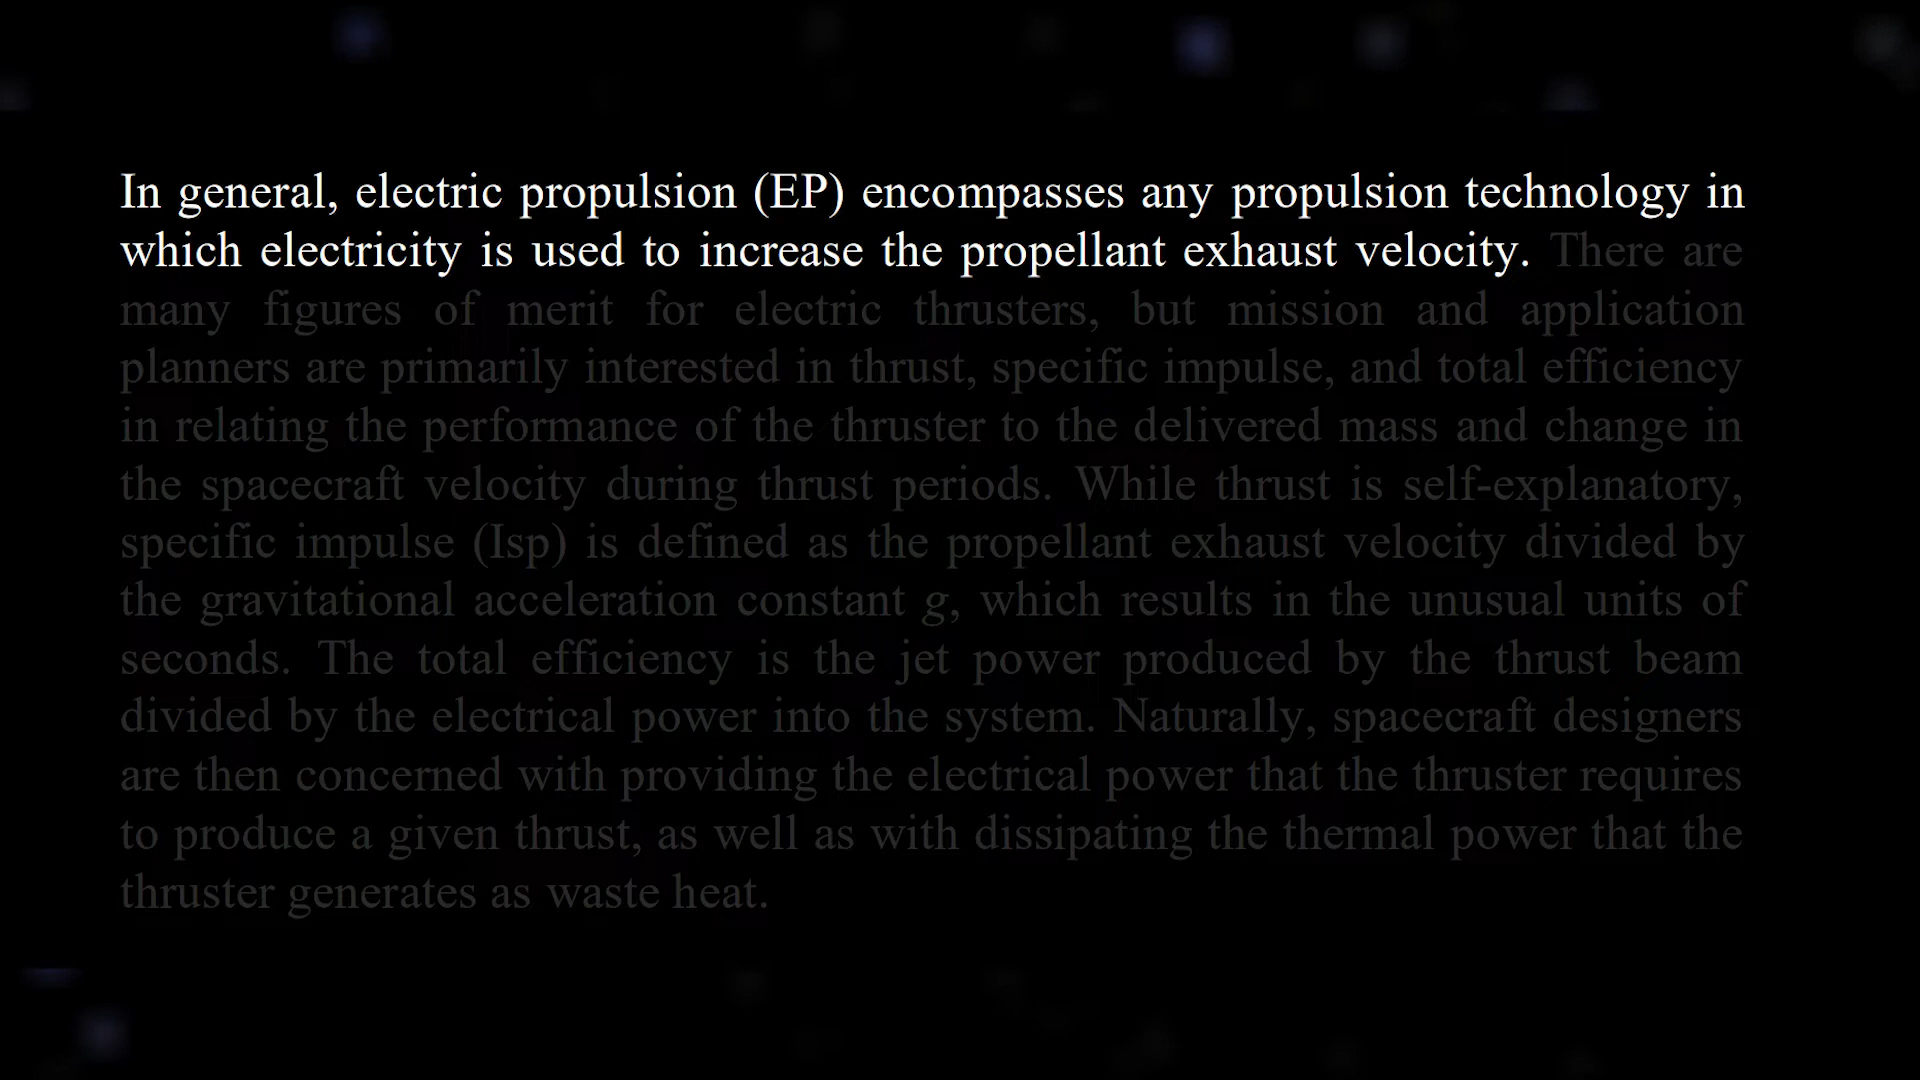 In general, electric propulsion (EP) encompasses any propulsion technology in
which electricity is used to increase the propellant exhaust velocity. There are
many figures of merit for electric thrusters, but mission and application
planners are primarily interested in thrust, specific impulse, and total efficiency
in relating the performance of the thruster to the delivered mass and change in
the spacecraft velocity during thrust periods. While thrust is self-explanatory,
specific impulse (Isp) is defined as the propellant exhaust velocity divided by
the gravitational acceleration constant g, which results in the unusual units of
seconds. The total efficiency is the jet power produced by the thrust beam
divided by the electrical power into the system. Naturally, spacecraft designers
are then concerned with providing the electrical power that the thruster requires
to produce a given thrust, as well as with dissipating the thermal power that the
thruster generates as waste heat.